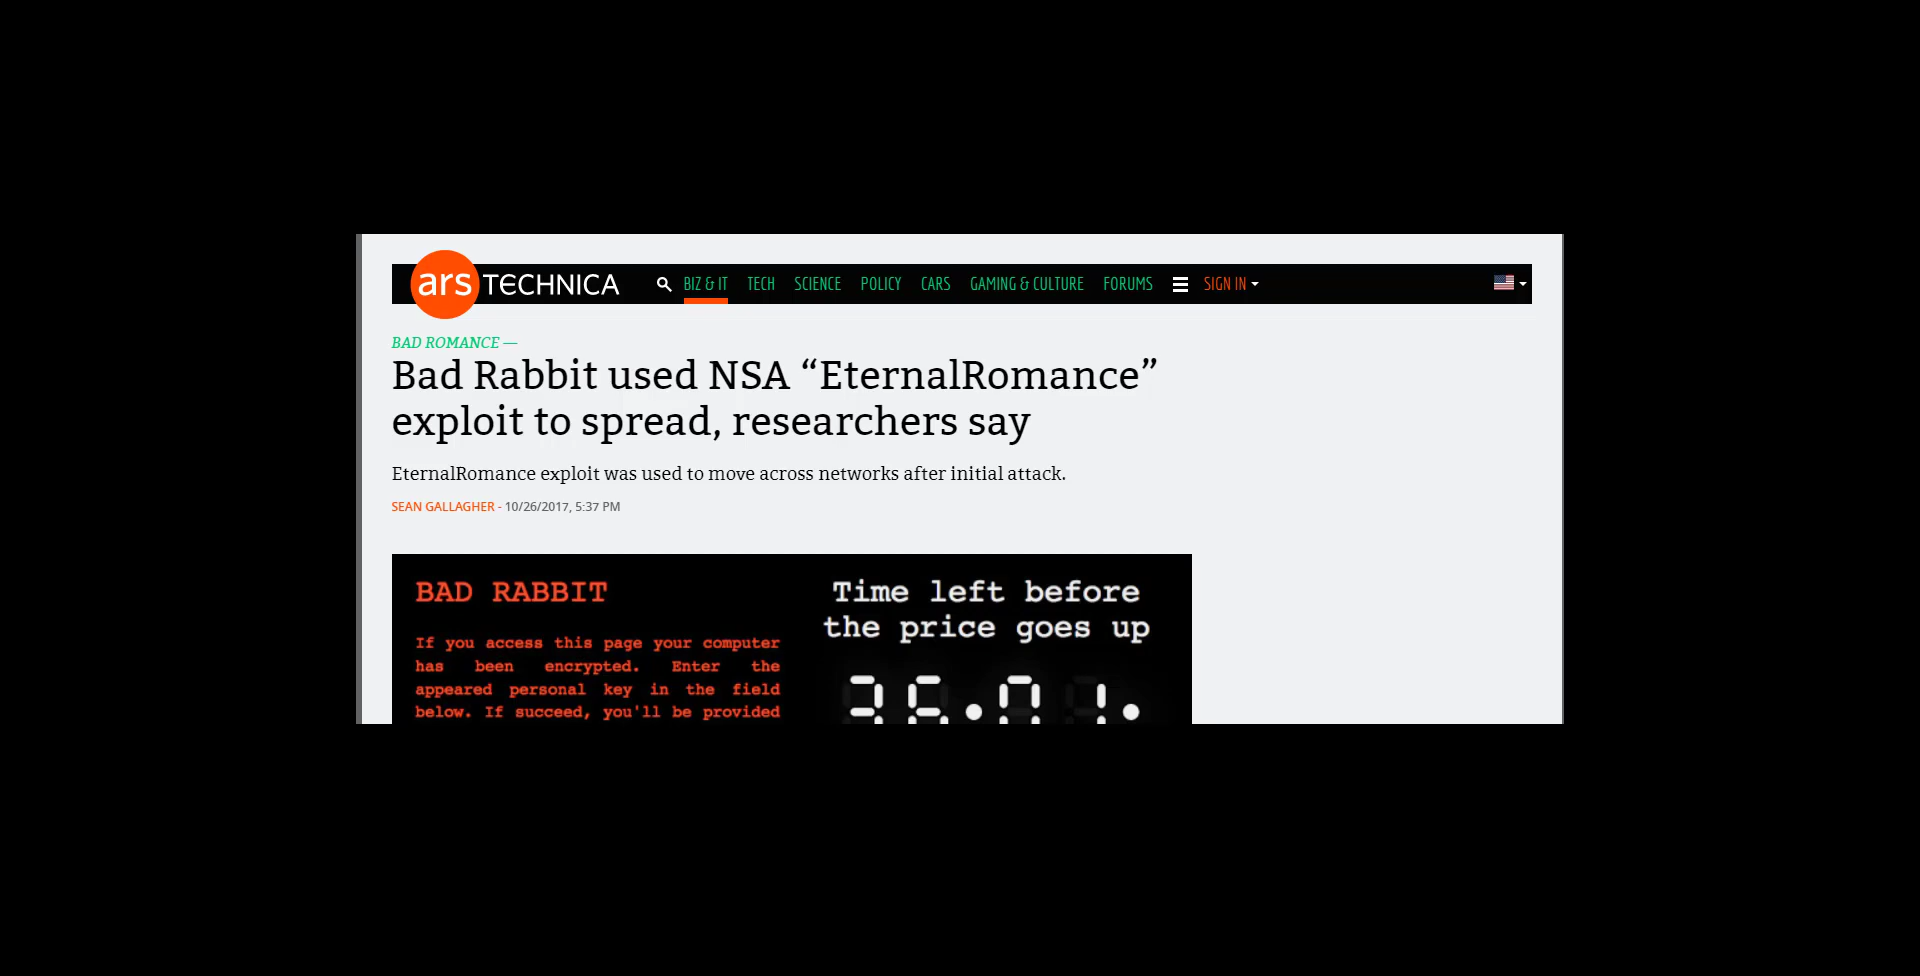 ars TECHNICA BIZ & IT TECH SCIENCE POLICY CARS GAMING & CULTURE FORUMS SIGN IN
BAD ROMANCE —
Bad Rabbit used NSA “EternalRomance”
exploit to spread, researchers say
EternalRomance exploit was used to move across networks after initial attack.
SEAN GALLAGHER - 10/26/2017, 5:37 PM
BAD RABBIT
If you access this page your computer
has been encrypted. Enter the
appeared personal key in the field
below. If succeed, you'll be provided
Time left before
the price goes up